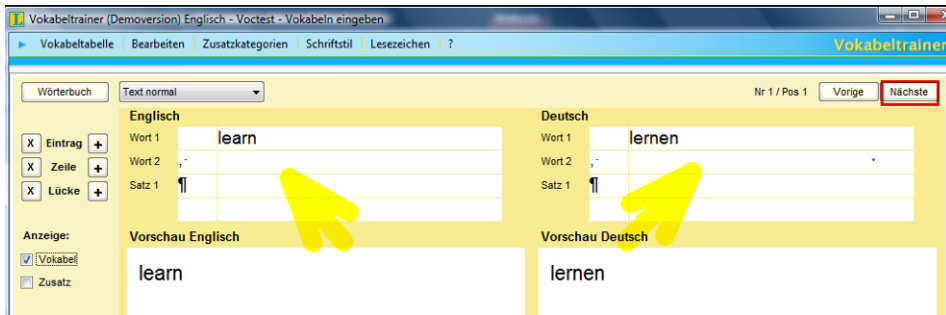 Vokabeltrainer (Demoversion) Englisch - Voctest - Vokabeln eingeben
Vokabeltabelle Bearbeiten Zusatzkategorien Schriftstil Lesezeichen ?
Vokabeltrainer
Wörterbuch Text normal Nr 1 / Pos 1 Vorige Nächste
Englisch Deutsch
Wort 1 learn Wort 1 lernen
X Eintrag +
Wort 2 ,- Wort 2 ,-
X Zeile +
Satz 1 ¶ Satz 1 ¶
X Lücke +
Anzeige: Vorschau Englisch Vorschau Deutsch
Vokabel
learn lernen
Zusatz